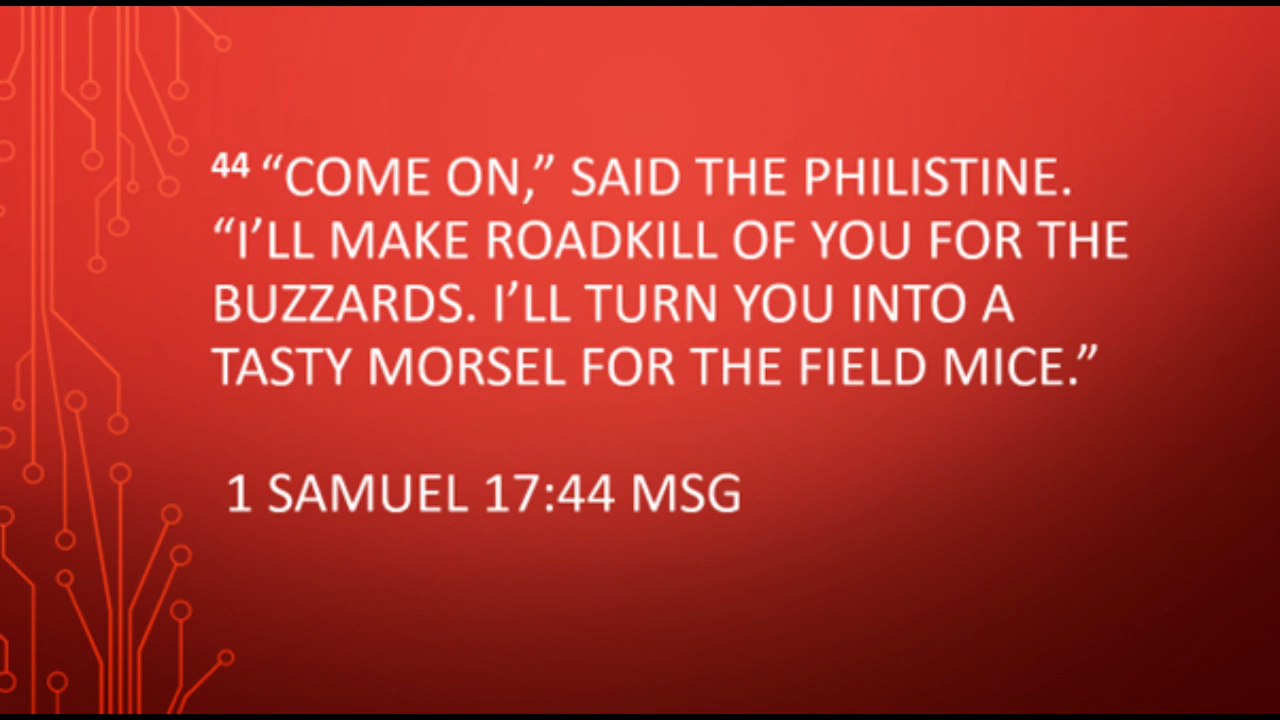 44 “COME ON,” SAID THE PHILISTINE.
“I’LL MAKE ROADKILL OF YOU FOR THE
BUZZARDS. I’LL TURN YOU INTO A
TASTY MORSEL FOR THE FIELD MICE.”
1 SAMUEL 17:44 MSG